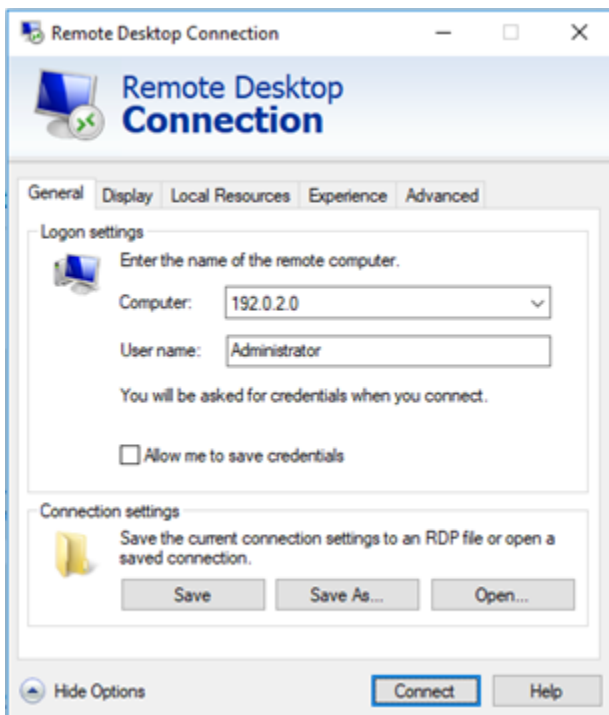 Remote Desktop Connection
Remote Desktop
Connection
General Display Local Resources Experience Advanced
Logon settings
Enter the name of the remote computer.
Computer: 192.0.2.0
User name: Administrator
You will be asked for credentials when you connect.
Allow me to save credentials
Connection settings
Save the current connection settings to an RDP file or open a
saved connection.
Save Save As... Open...
Hide Options Connect Help